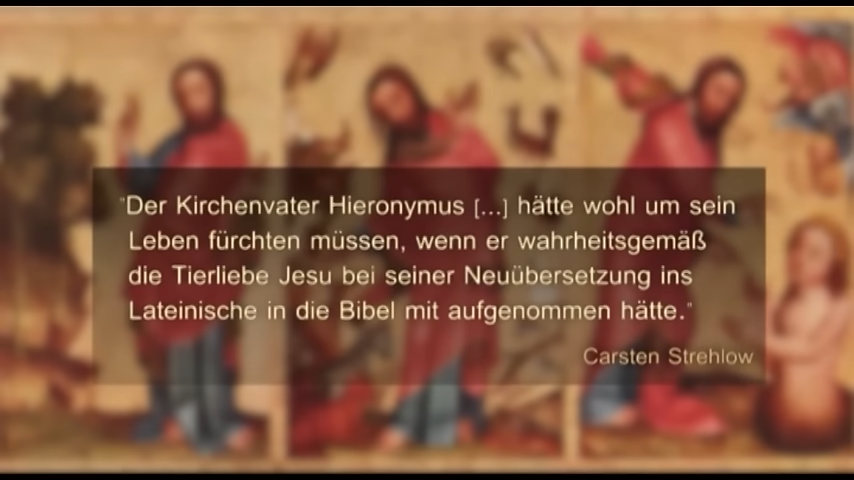 "Der Kirchenvater Hieronymus [...] hätte wohl um sein
Leben fürchten müssen, wenn er wahrheitsgemäß
die Tierliebe Jesu bei seiner Neuübersetzung ins
Lateinische in die Bibel mit aufgenommen hätte."
Carsten Strehlow